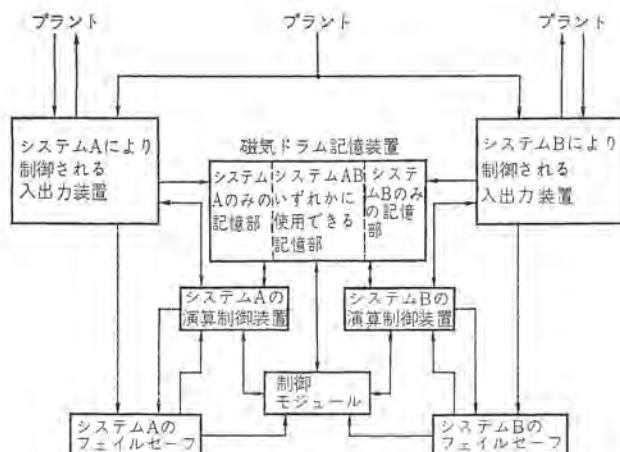 プラント
プラント
プラント
システムAにより
制御される
入出力装置
磁気ドラム記憶装置
システム
Aのみの
記憶部
システムAB
いずれかに
使用できる
記憶部
システ
ムBのみ
の記憶
部
システムBにより
制御される
入出力装置
システムAの
演算制御装置
システムBの
演算制御装置
制御
モジュール
システムAの
フェイルセーフ
システムBの
フェイルセーフ